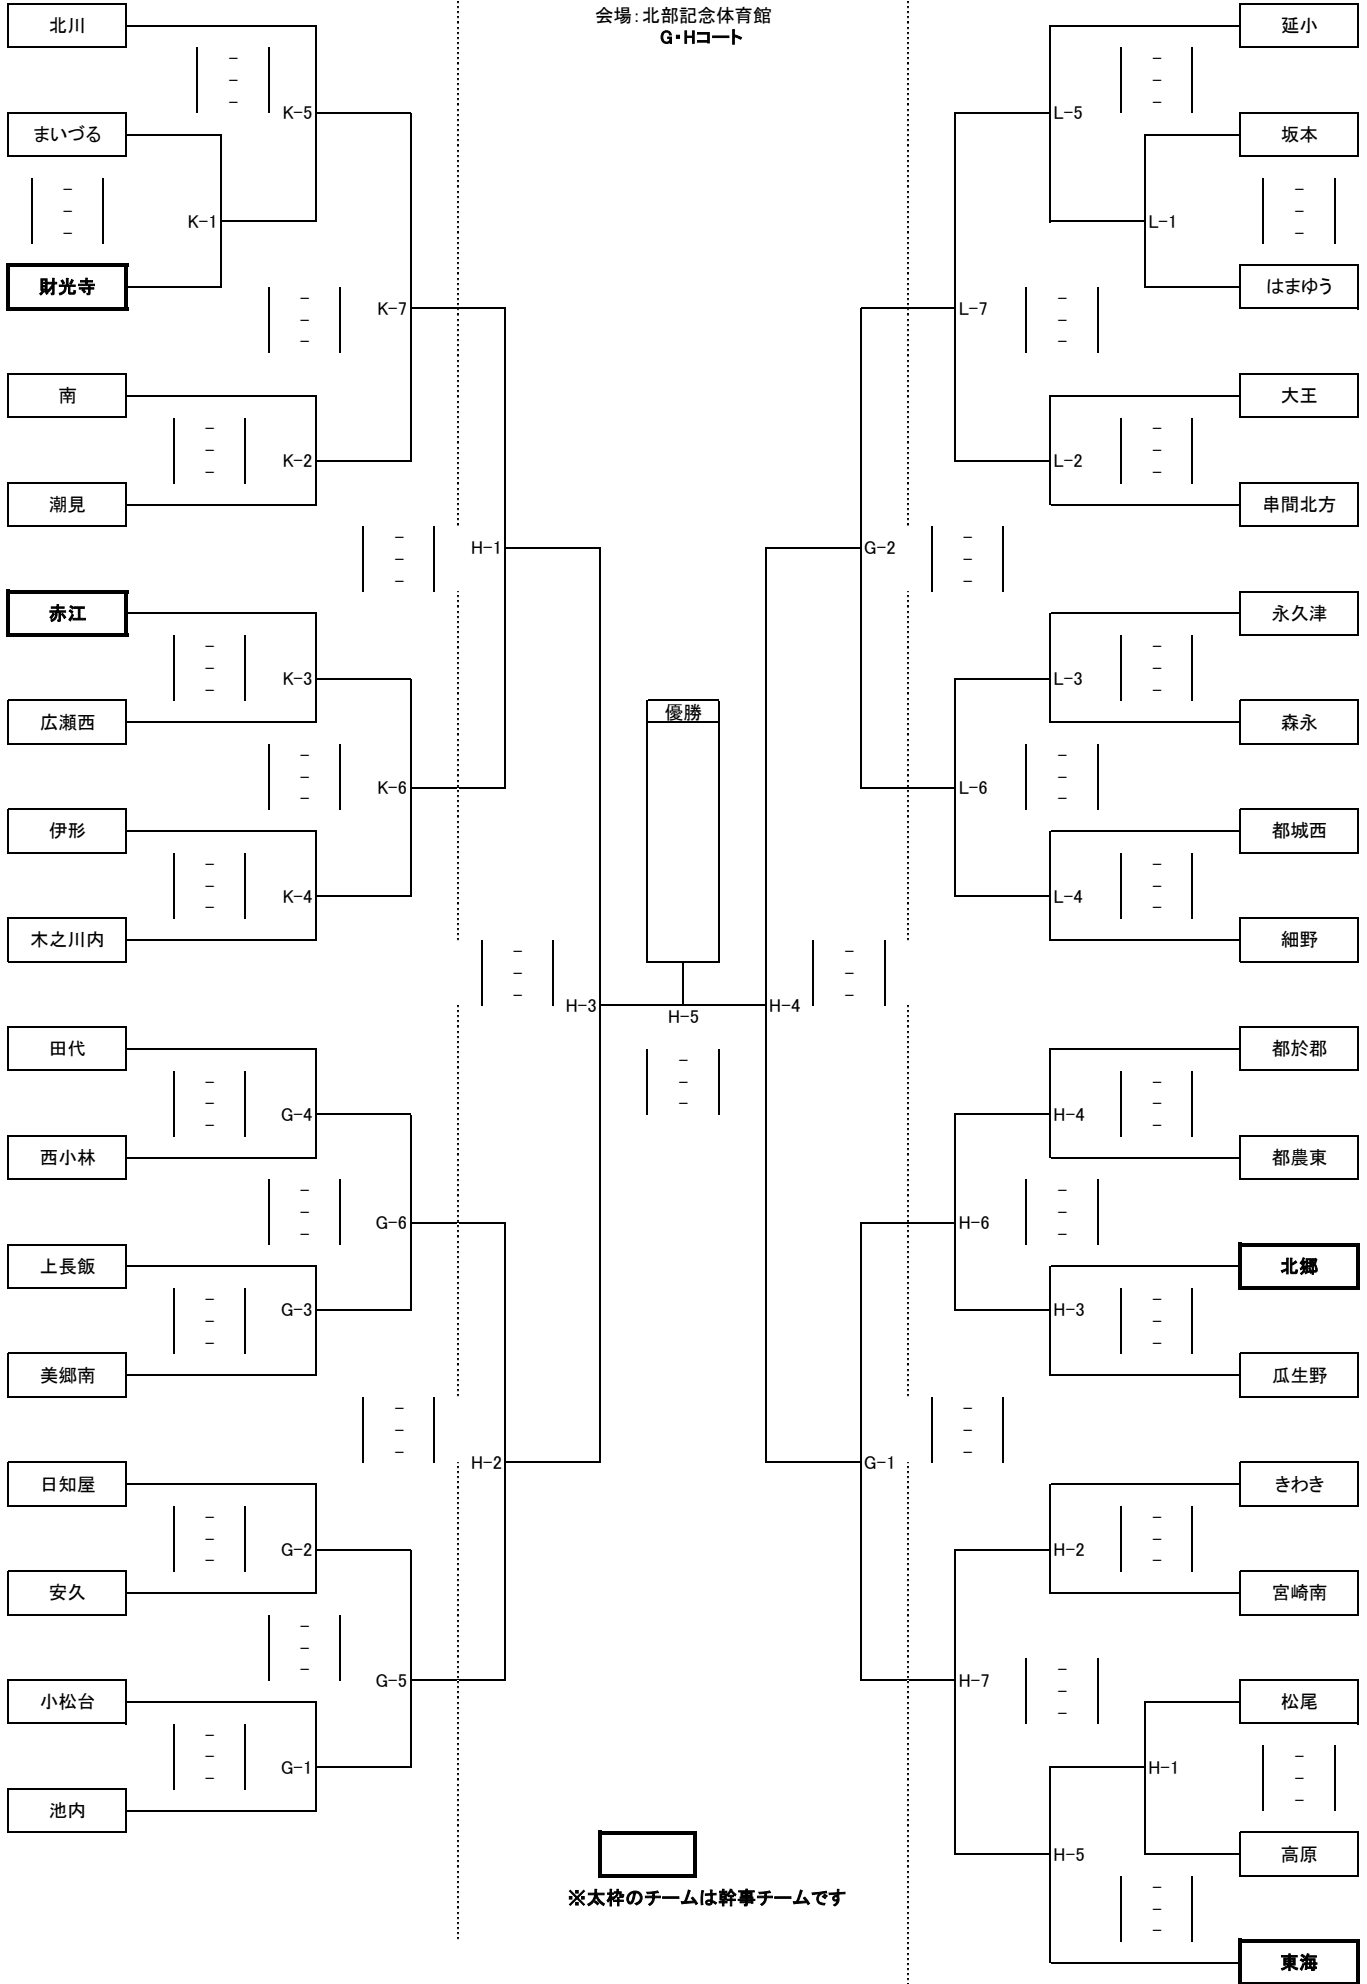 会場：北部記念体育館
G・Hコート
北川
延小
-
-
-
-
-
-
K-5
L-5
まいづる
坂本
-
-
-
-
-
-
K-1
L-1
財光寺
はまゆう
-
-
-
-
-
-
K-7
L-7
南
大王
-
-
-
-
-
-
K-2
L-2
潮見
串間北方
-
-
-
-
-
-
H-1
G-2
赤江
永久津
-
-
-
-
-
-
K-3
L-3
広瀬西
森永
優勝
-
-
-
-
-
-
K-6
L-6
伊形
都城西
-
-
-
-
-
-
K-4
L-4
木之川内
細野
-
-
-
-
-
-
H-3
H-5
H-4
-
-
-
田代
都於郡
-
-
-
-
-
-
G-4
H-4
西小林
都農東
-
-
-
-
-
-
G-6
H-6
上長飯
北郷
-
-
-
-
-
-
G-3
H-3
美郷南
瓜生野
-
-
-
-
-
-
H-2
G-1
日知屋
きわき
-
-
-
-
-
-
G-2
H-2
安久
宮崎南
-
-
-
-
-
-
G-5
H-7
小松台
松尾
-
-
-
-
-
-
G-1
H-1
池内
高原
H-5
-
-
-
※太枠のチームは幹事チームです
東海